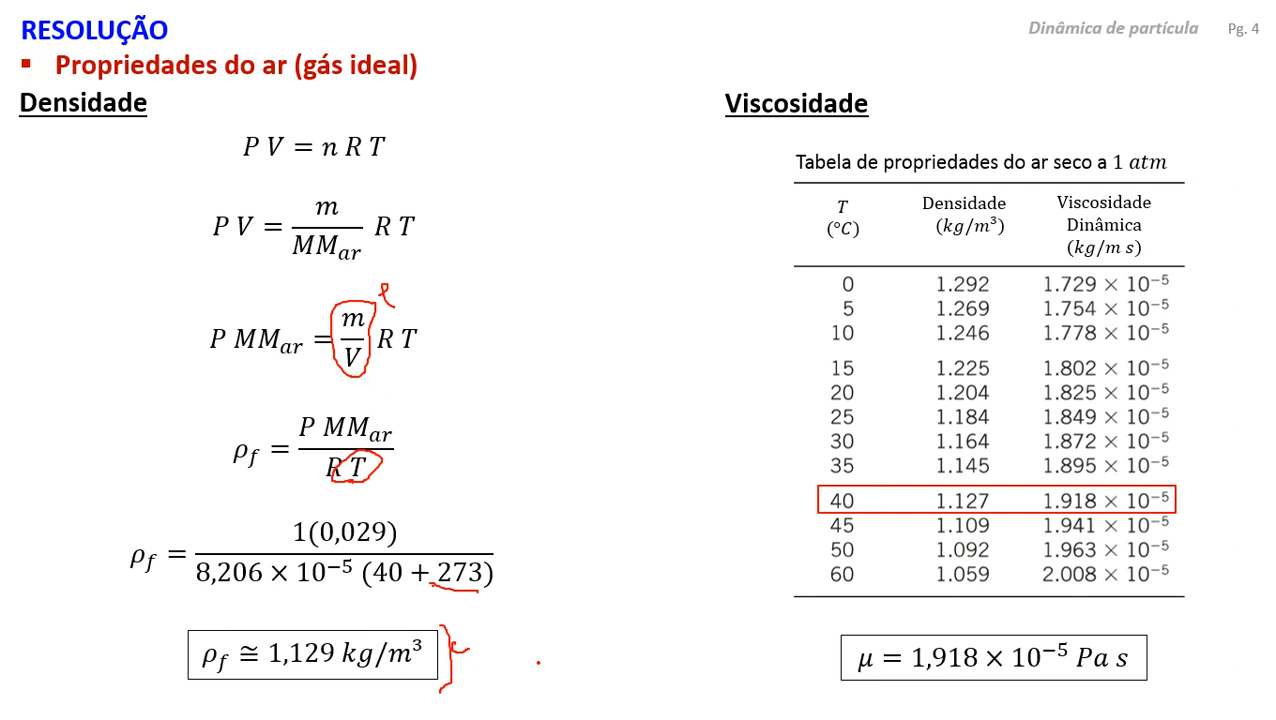 RESOLUÇÃO
Dinâmica de partícula Pg. 4
▪ Propriedades do ar (gás ideal)
Densidade
P V = n R T
P V = m/MM_ar R T
P MM_ar = m/V R T
ρ_f = P MM_ar / R T
ρ_f = 1(0,029) / 8,206 × 10⁻⁵ (40 + 273)
ρ_f ≅ 1,129 kg/m³
Viscosidade
Tabela de propriedades do ar seco a 1 atm
T (°C) Densidade (kg/m³) Viscosidade Dinâmica (kg/m s)
0 1.292 1.729 × 10⁻⁵
5 1.269 1.754 × 10⁻⁵
10 1.246 1.778 × 10⁻⁵
15 1.225 1.802 × 10⁻⁵
20 1.204 1.825 × 10⁻⁵
25 1.184 1.849 × 10⁻⁵
30 1.164 1.872 × 10⁻⁵
35 1.145 1.895 × 10⁻⁵
40 1.127 1.918 × 10⁻⁵
45 1.109 1.941 × 10⁻⁵
50 1.092 1.963 × 10⁻⁵
60 1.059 2.008 × 10⁻⁵
μ = 1,918 × 10⁻⁵ Pa s